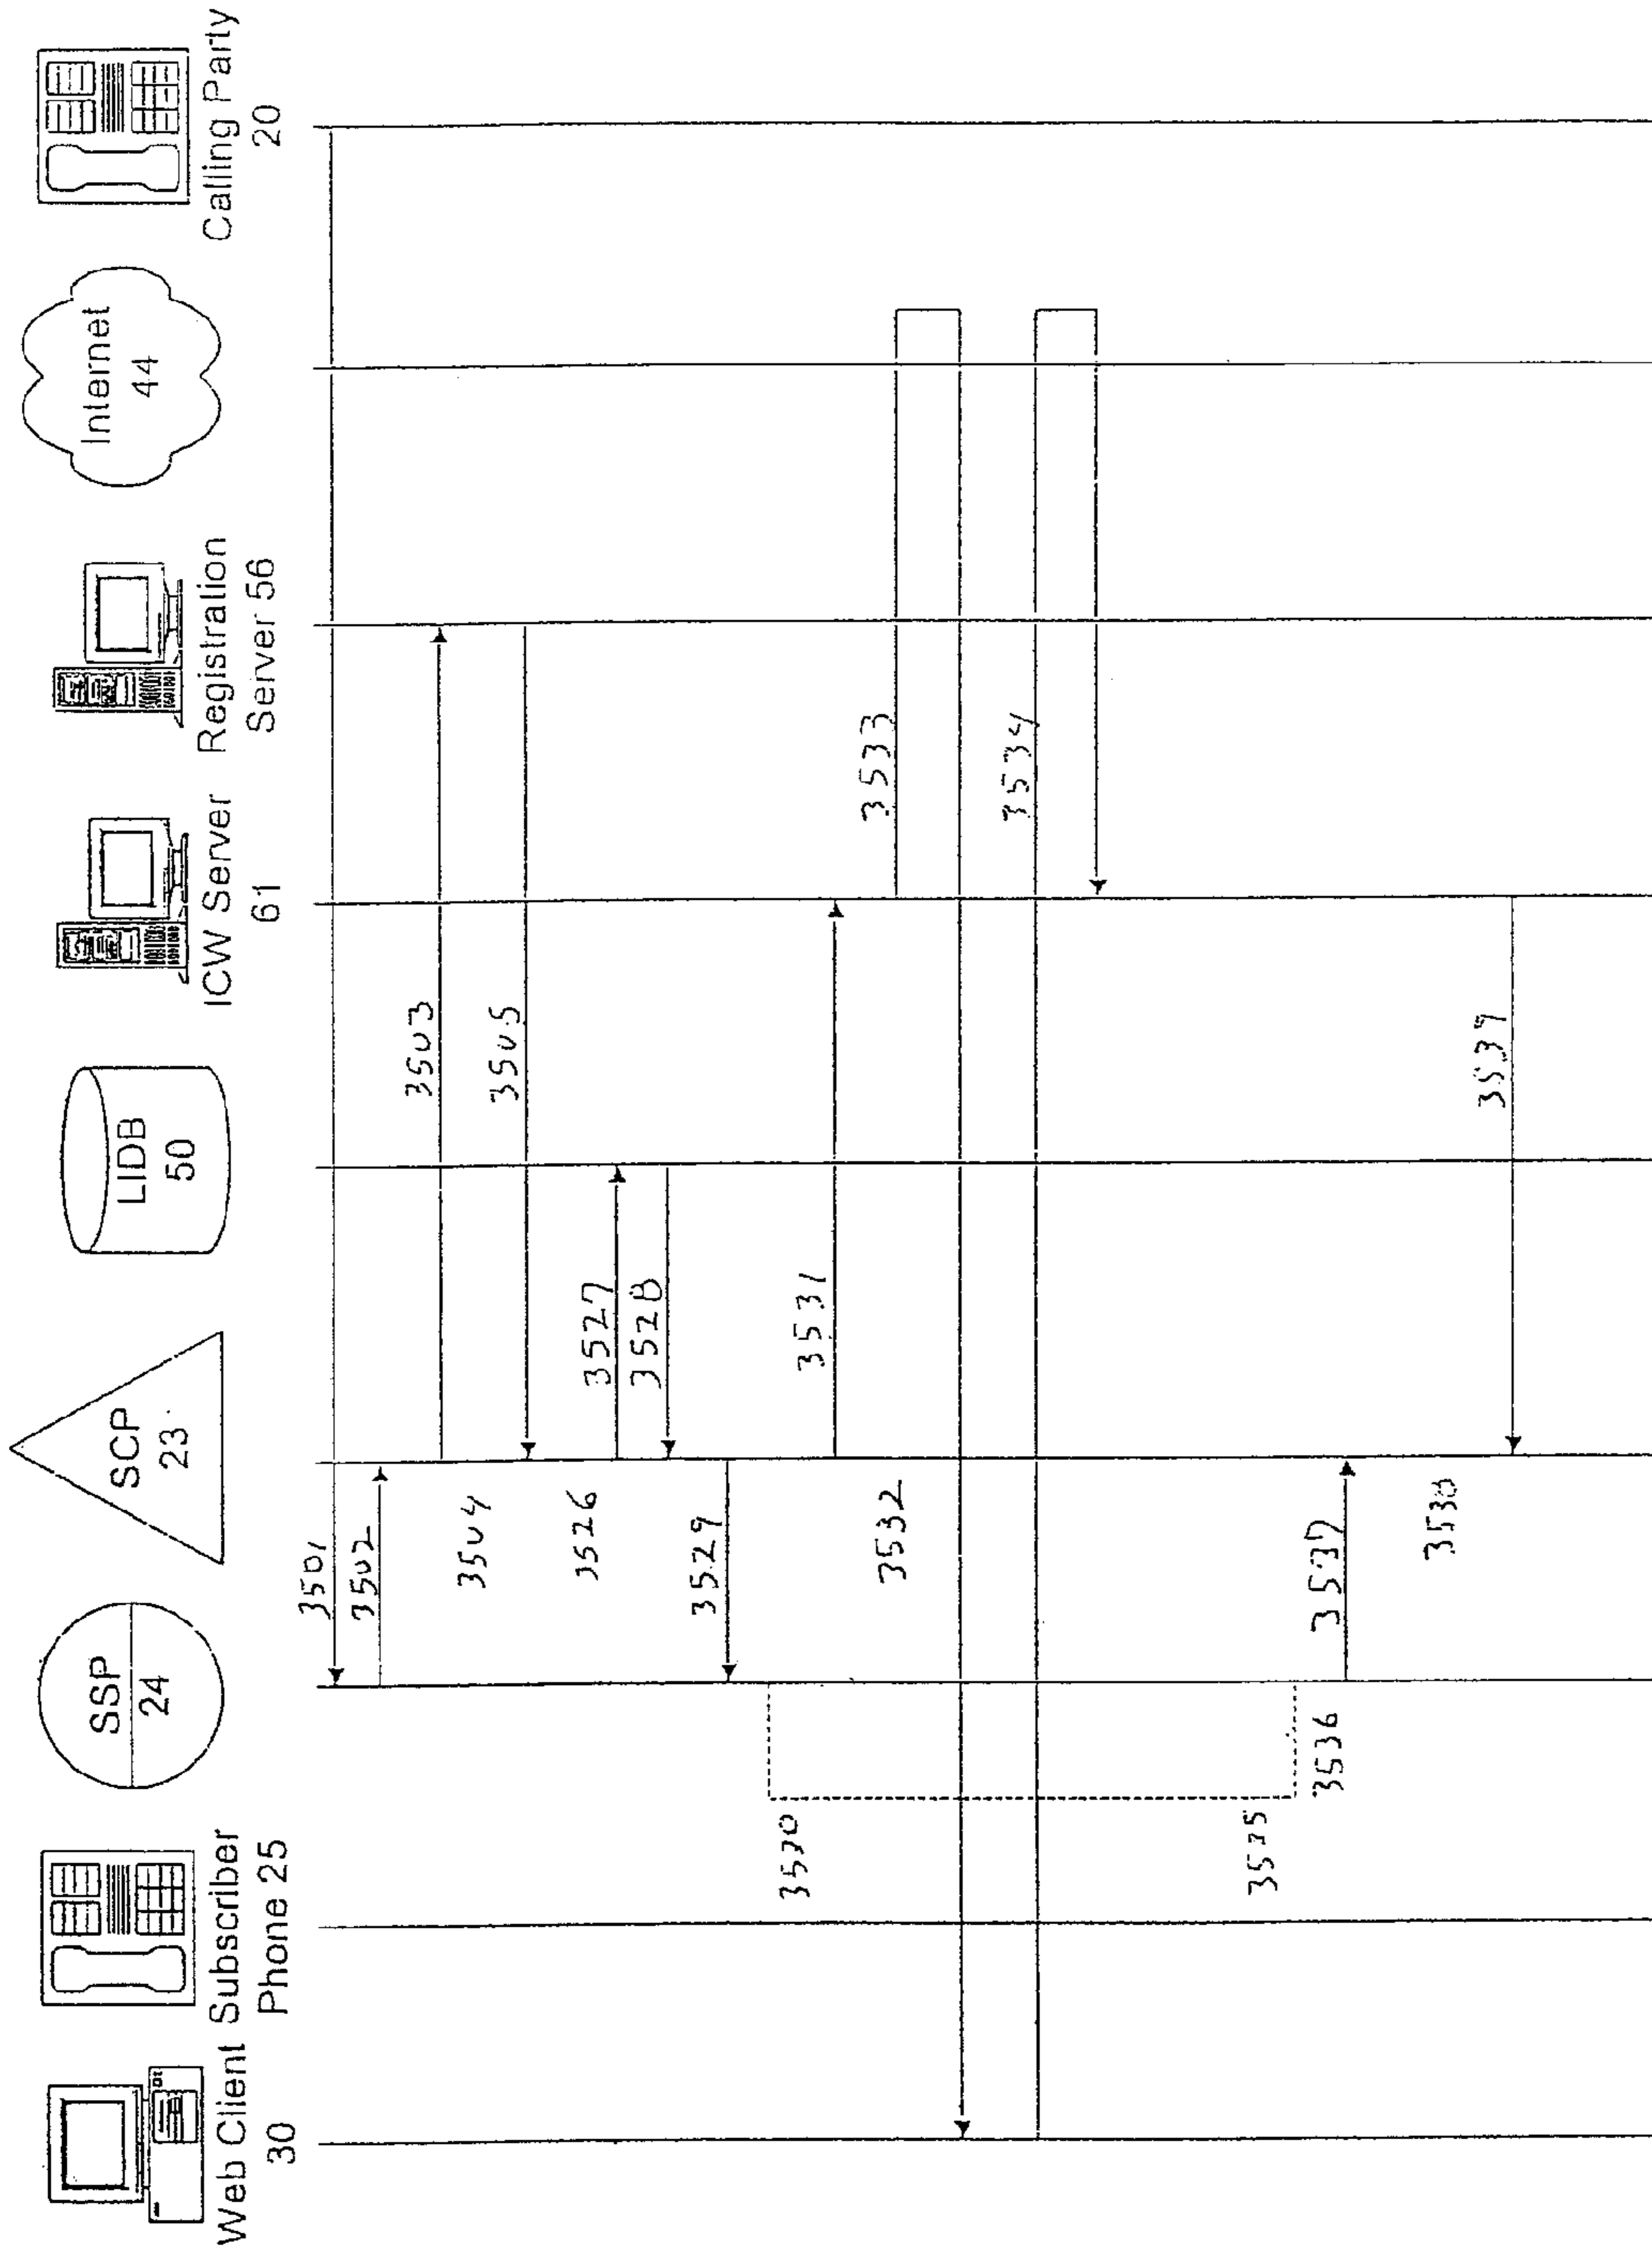 Web Client
30
Subscriber
Phone 25
SSP
24
SCP
23
LIDB
50
ICW Server
61
Registration
Server 56
Internet
44
Calling Party
20
3501
3502
3503
3504
3505
3526
3527
3528
3529
3530
3531
3532
3533
3534
3535
3536
3537
3538
3539